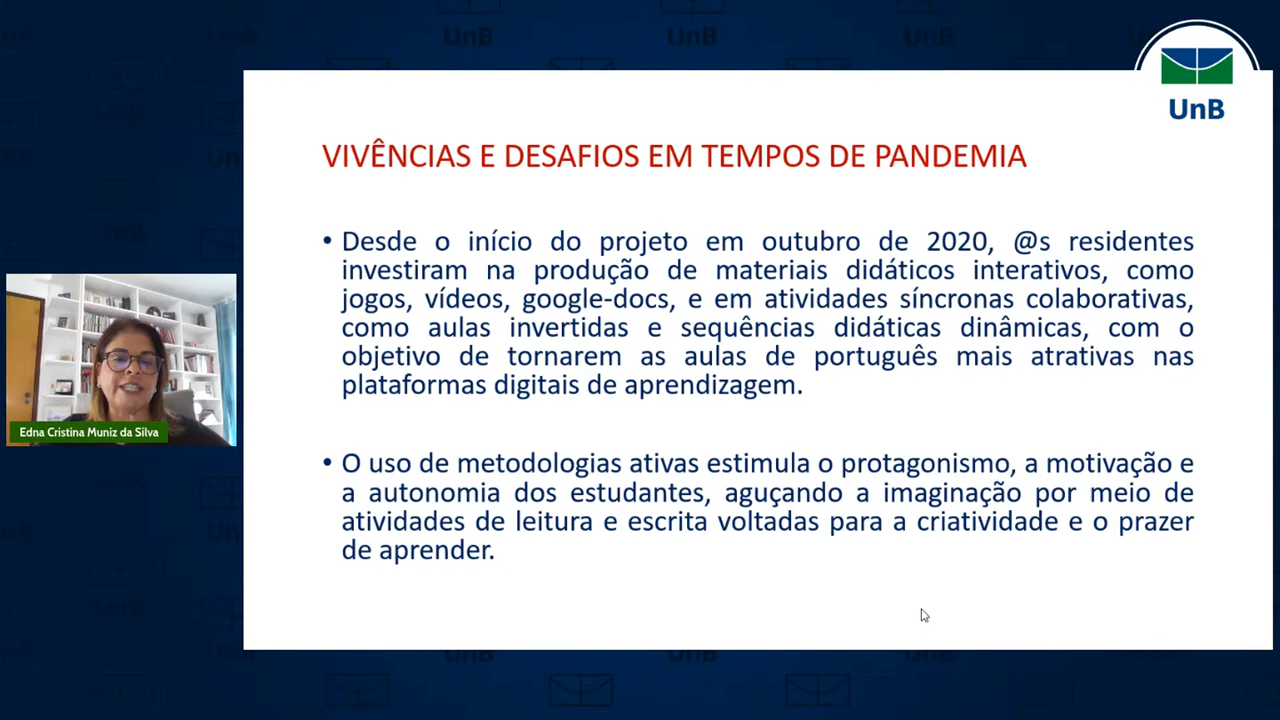 UnB
UnB
UnB
UnB
VIVÊNCIAS E DESAFIOS EM TEMPOS DE PANDEMIA
• Desde o início do projeto em outubro de 2020, @s residentes
investiram na produção de materiais didáticos interativos, como
jogos, vídeos, google-docs, e em atividades síncronas colaborativas,
como aulas invertidas e sequências didáticas dinâmicas, com o
objetivo de tornarem as aulas de português mais atrativas nas
plataformas digitais de aprendizagem.
Edna Cristina Muniz da Silva
• O uso de metodologias ativas estimula o protagonismo, a motivação e
a autonomia dos estudantes, aguçando a imaginação por meio de
atividades de leitura e escrita voltadas para a criatividade e o prazer
de aprender.